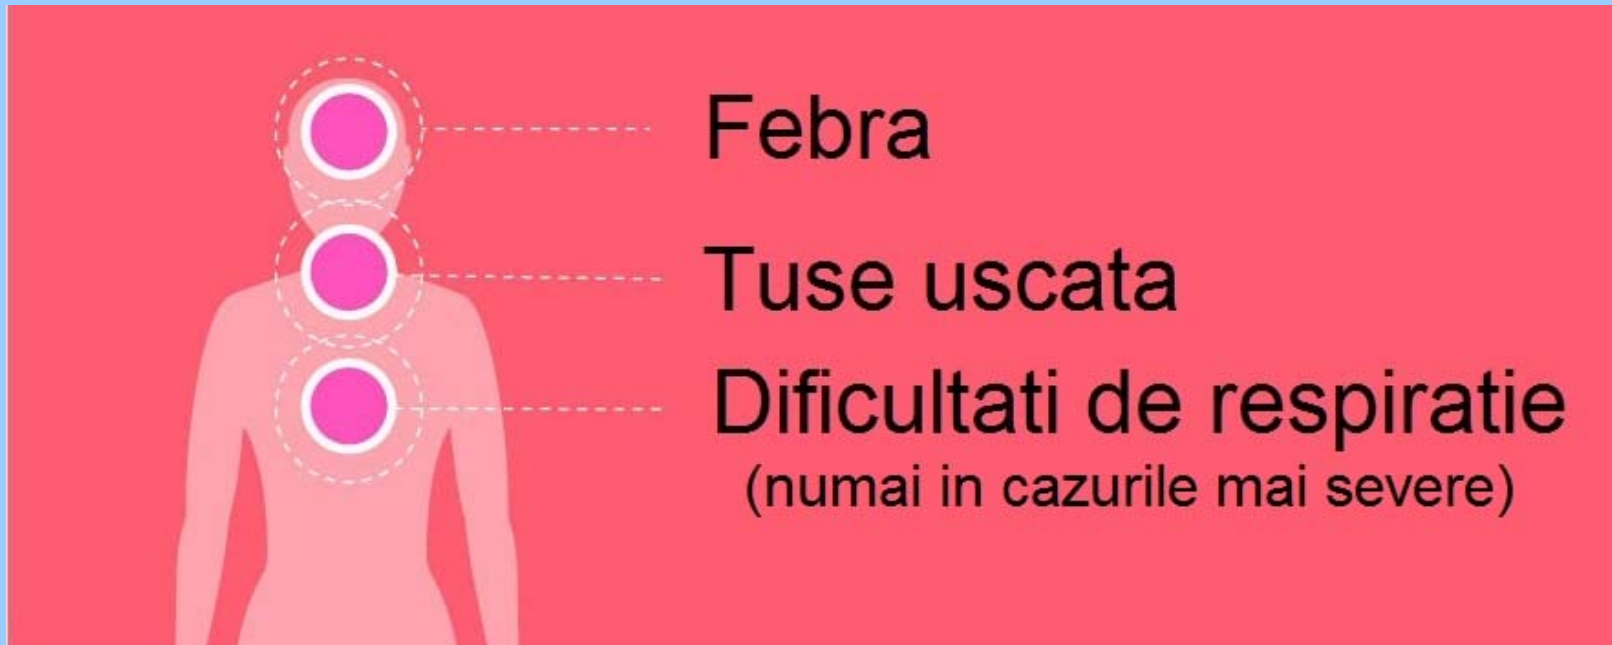 Febra
Tuse uscata
Dificultati de respiratie
(numai in cazurile mai severe)